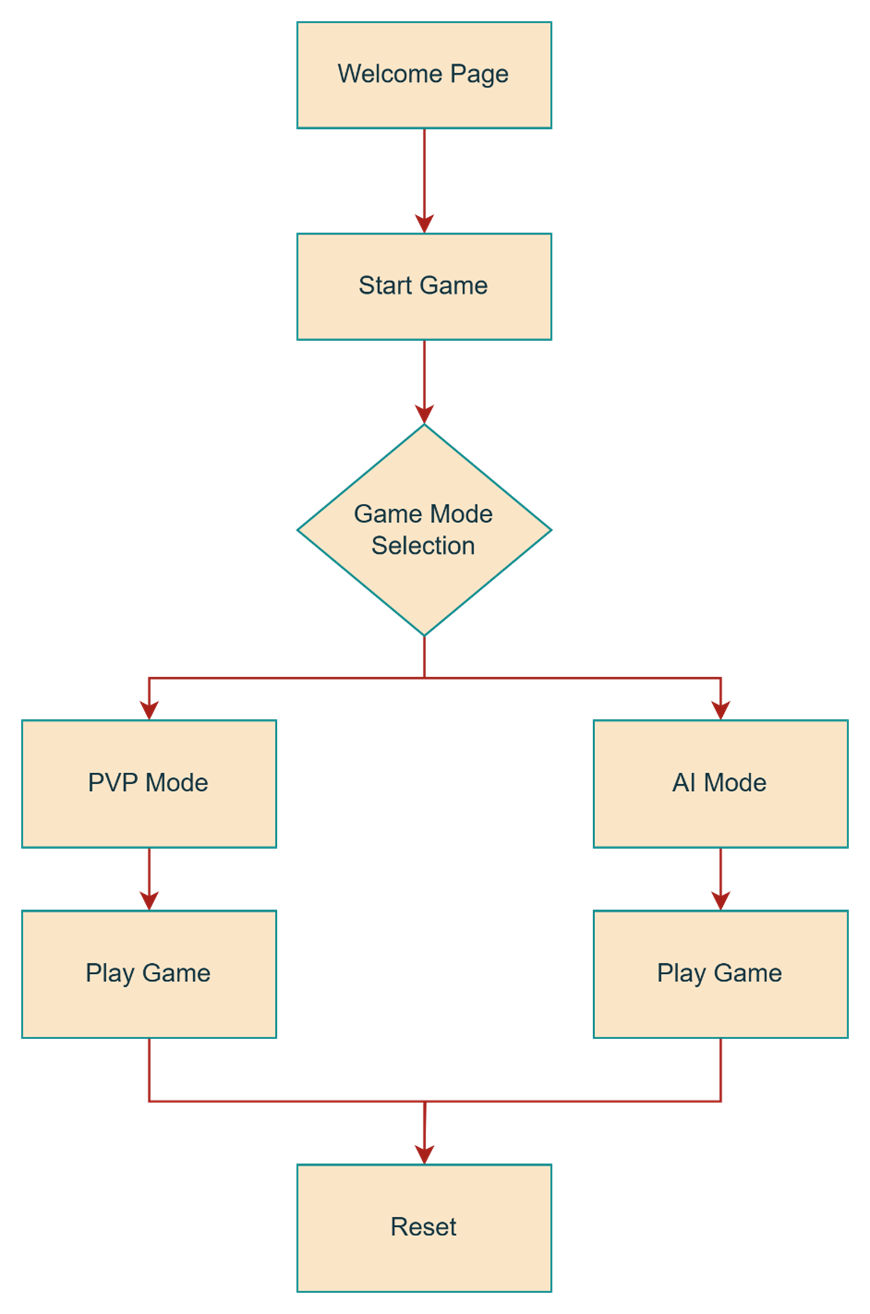 Welcome Page
Start Game
Game Mode
Selection
PVP Mode
AI Mode
Play Game
Play Game
Reset